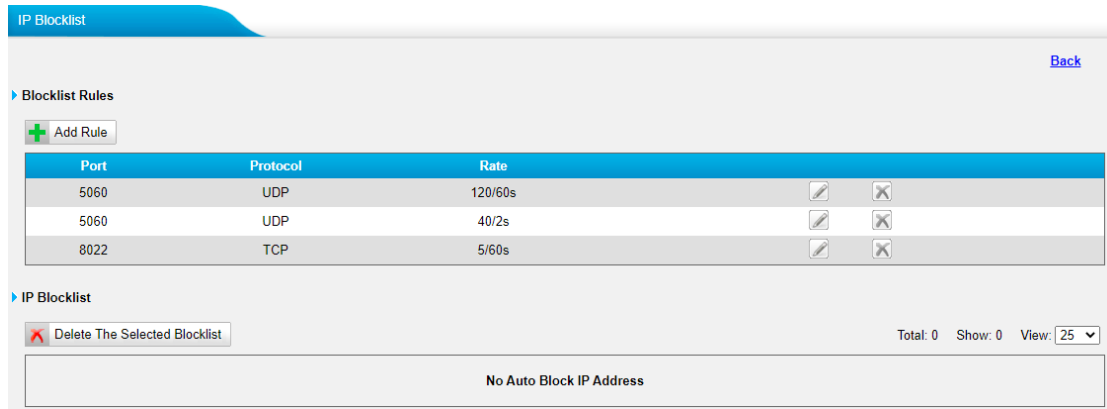 IP Blocklist
Back
Blocklist Rules
Add Rule
Port Protocol Rate
5060 UDP 120/60s
5060 UDP 40/2s
8022 TCP 5/60s
IP Blocklist
Delete The Selected Blocklist Total: 0 Show: 0 View: 25
No Auto Block IP Address